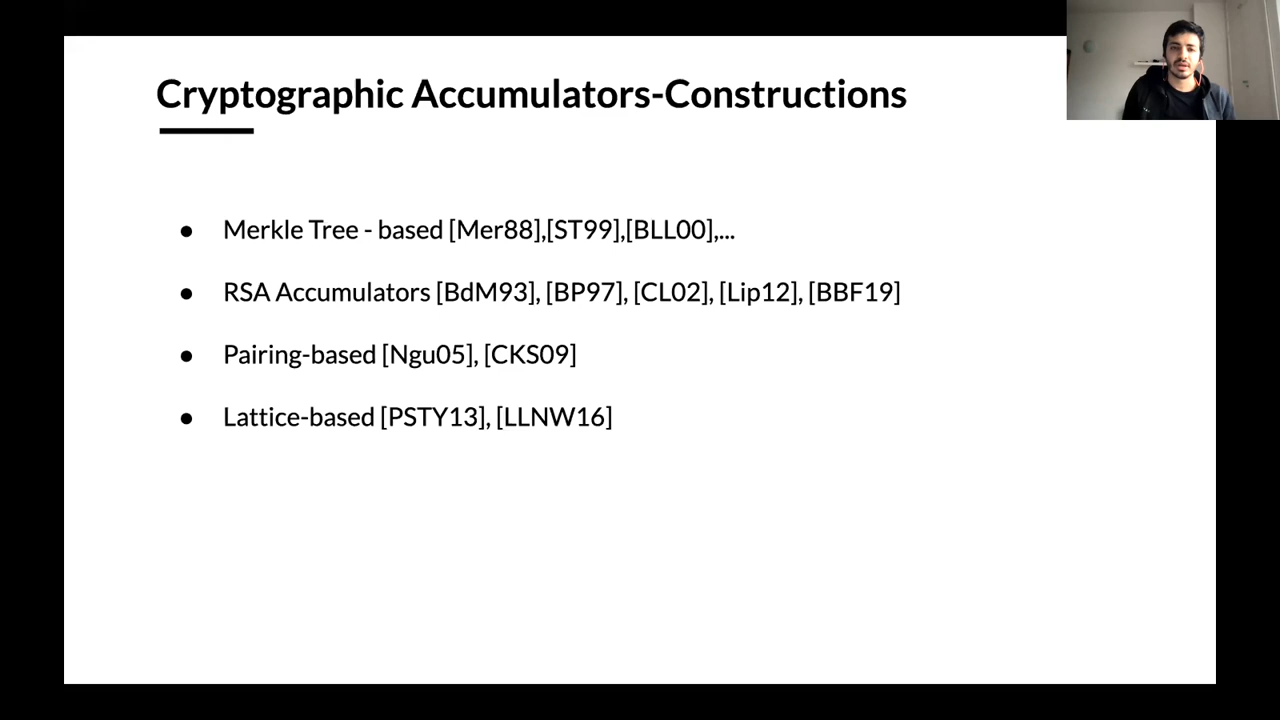 Cryptographic Accumulators-Constructions
● Merkle Tree - based [Mer88],[ST99],[BLL00],...
● RSA Accumulators [BdM93], [BP97], [CL02], [Lip12], [BBF19]
● Pairing-based [Ngu05], [CKS09]
● Lattice-based [PSTY13], [LLNW16]